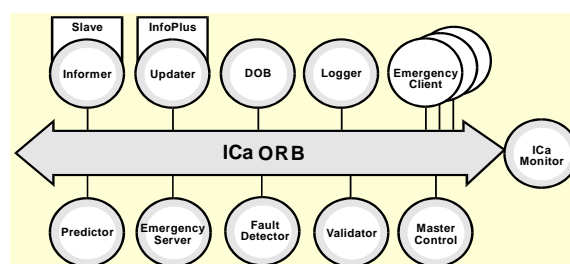 Slave
InfoPlus
Informer
Updater
DOB
Logger
Emergency
Client
ICa ORB
ICa
Monitor
Predictor
Emergency
Server
Fault
Detector
Validator
Master
Control